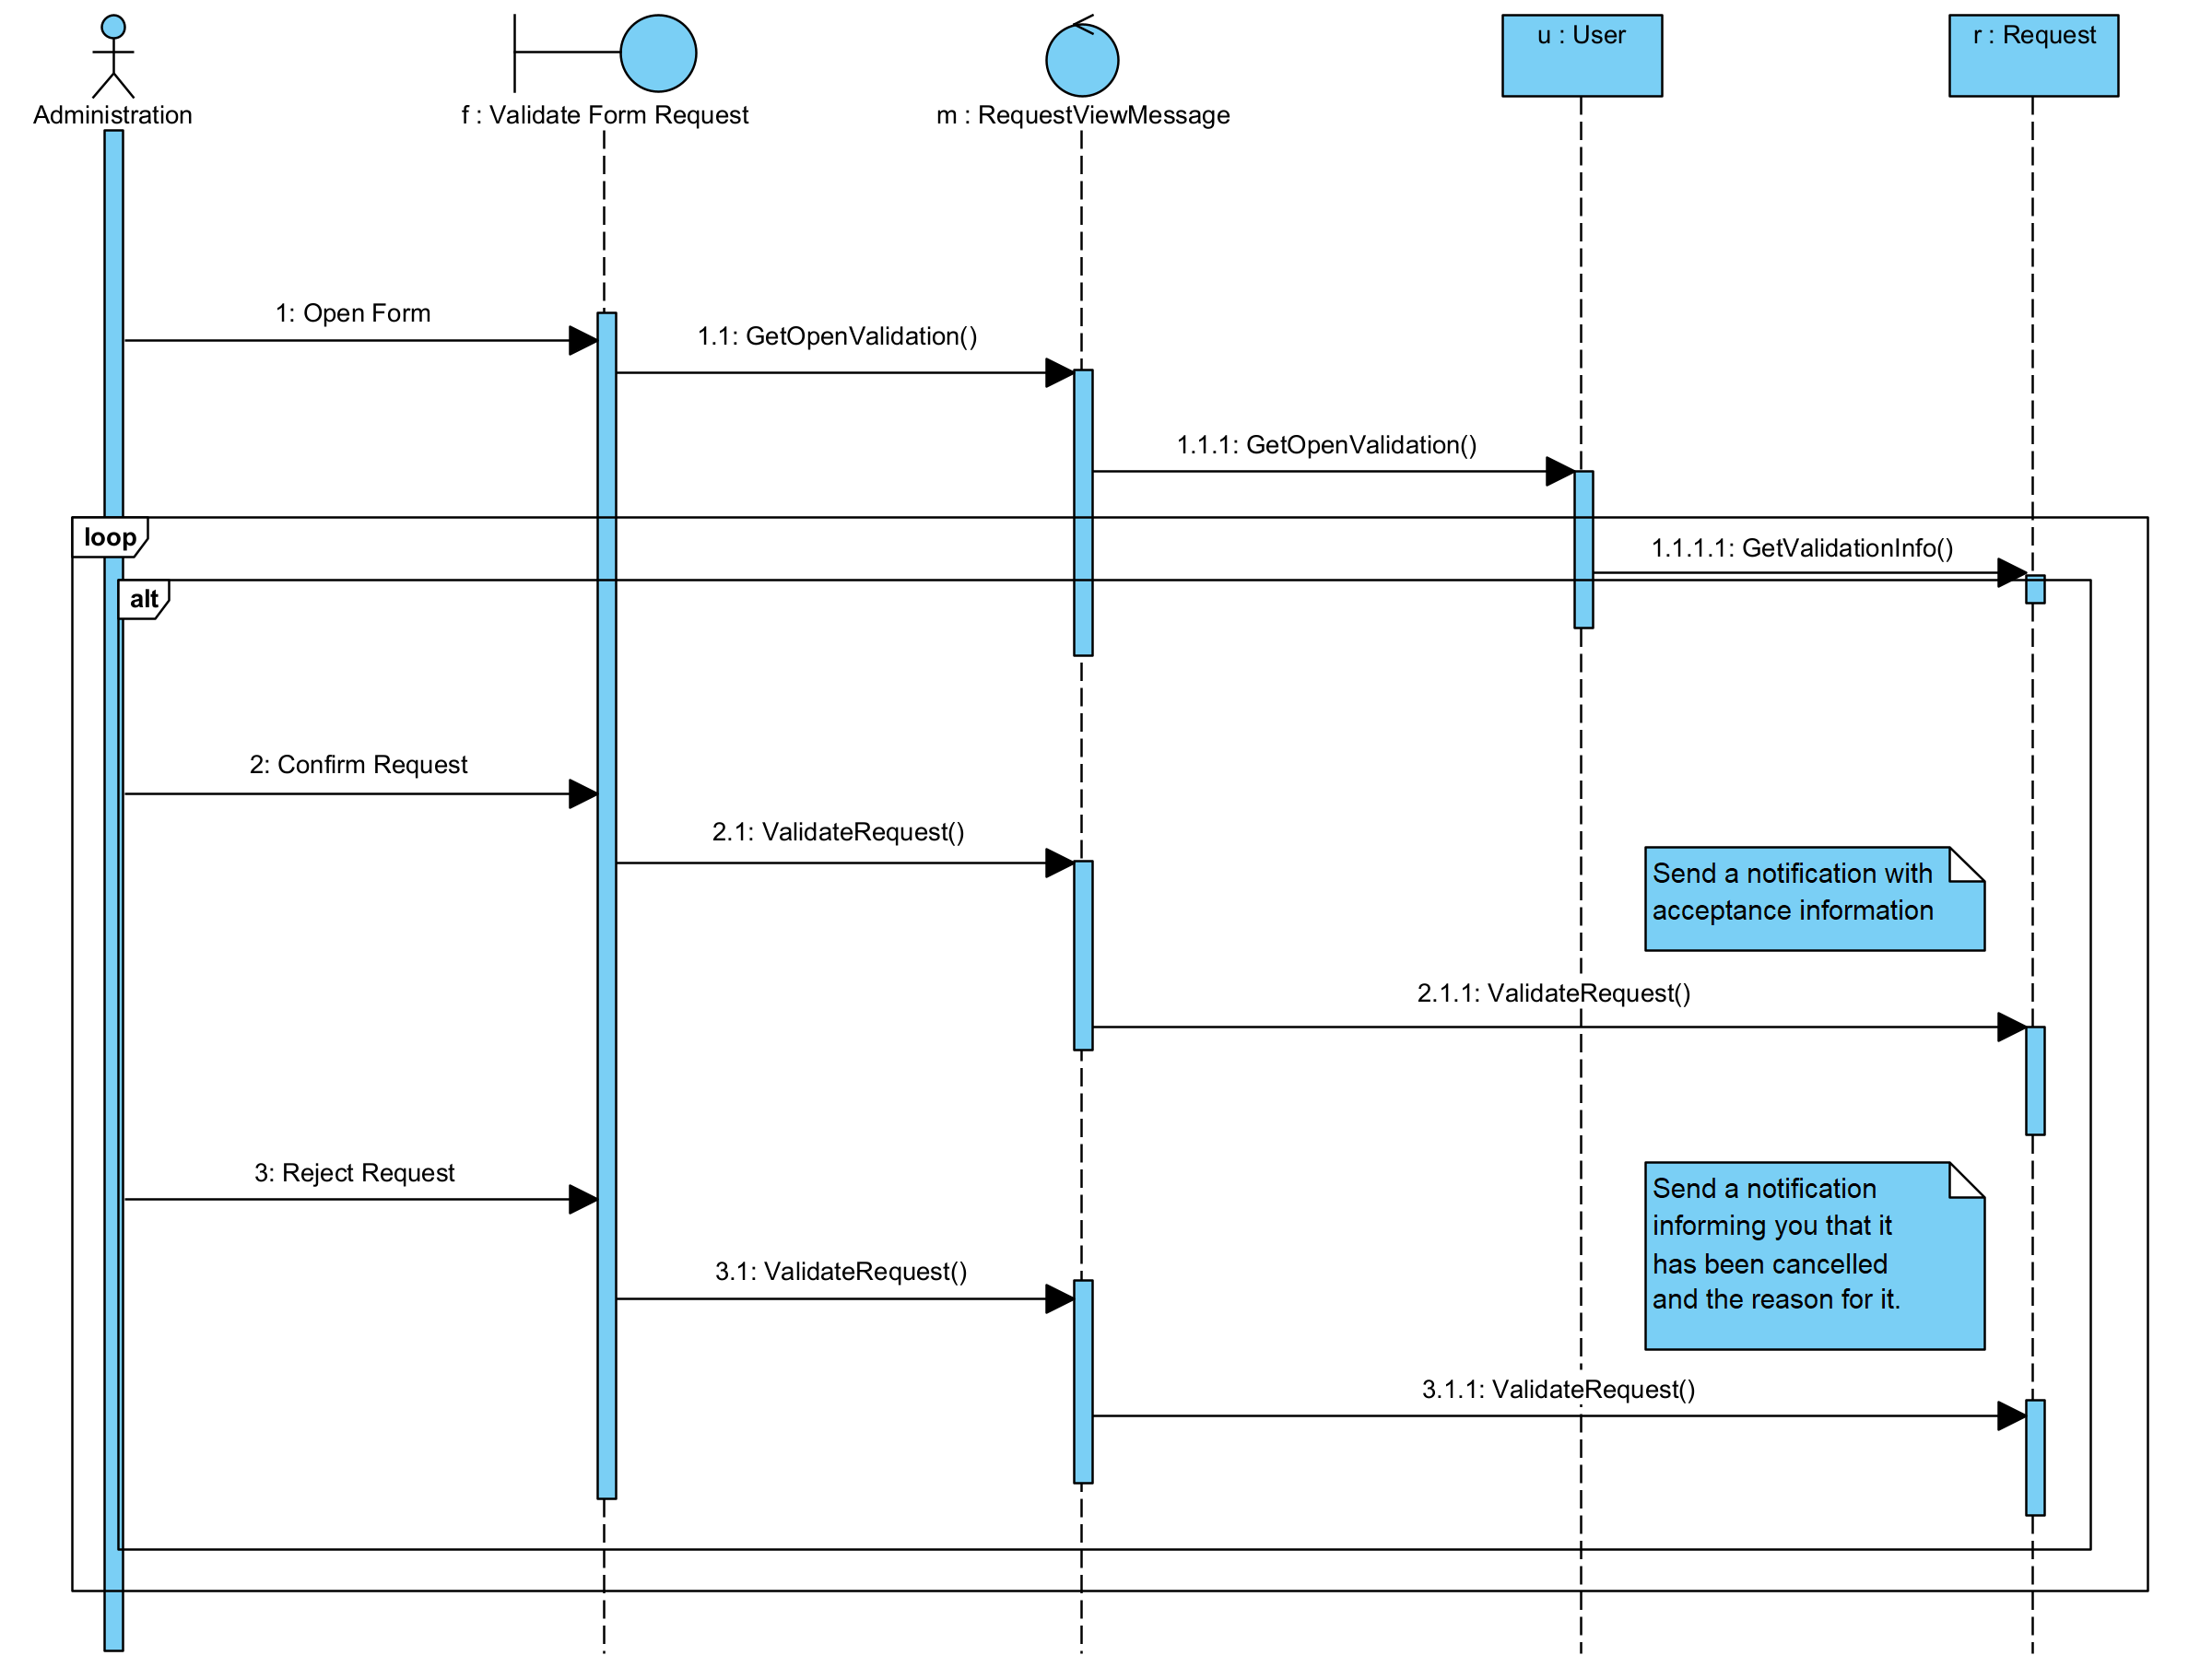 u : User
r : Request
Administration
f : Validate Form Request
m : RequestViewMessage
1: Open Form
1.1: GetOpenValidation()
1.1.1: GetOpenValidation()
loop
1.1.1.1: GetValidationInfo()
alt
2: Confirm Request
2.1: ValidateRequest()
Send a notification with
acceptance information
2.1.1: ValidateRequest()
3: Reject Request
Send a notification
informing you that it
has been cancelled
and the reason for it.
3.1: ValidateRequest()
3.1.1: ValidateRequest()